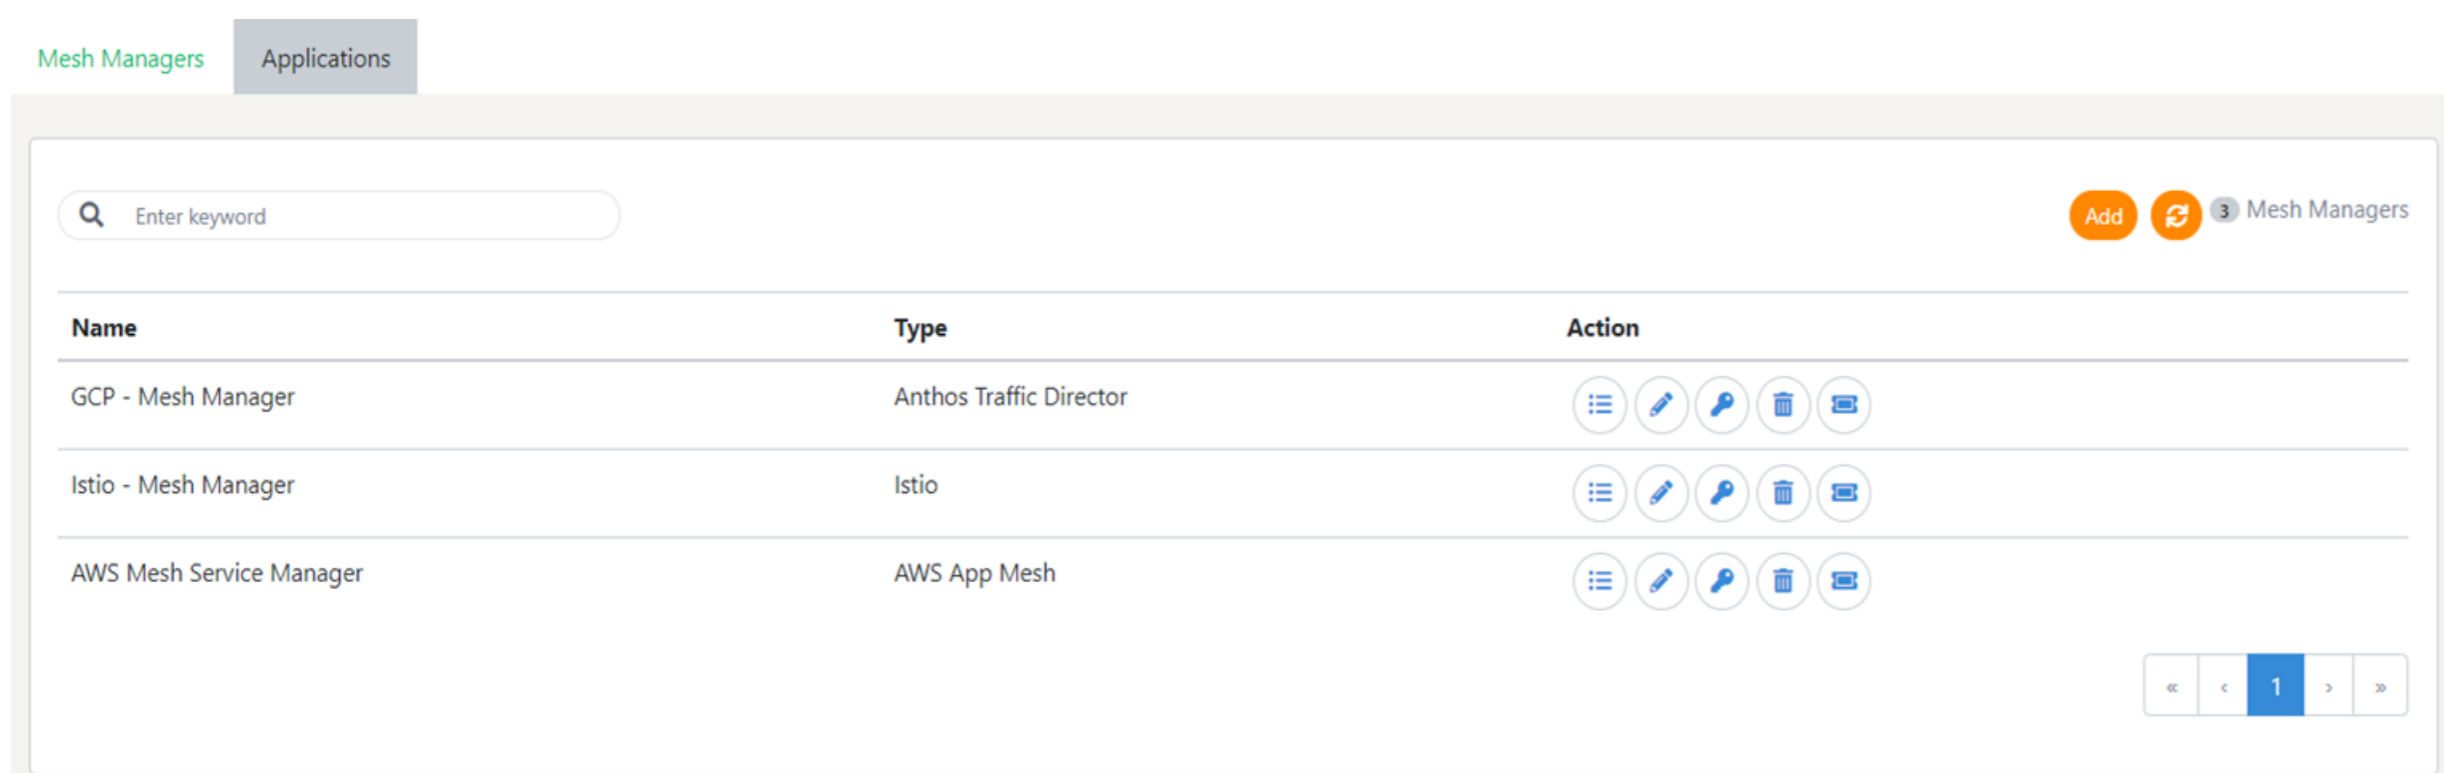 Mesh Managers Applications
Enter keyword Add 3 Mesh Managers
Name Type Action
GCP - Mesh Manager Anthos Traffic Director
Istio - Mesh Manager Istio
AWS Mesh Service Manager AWS App Mesh
« ‹ 1 › »